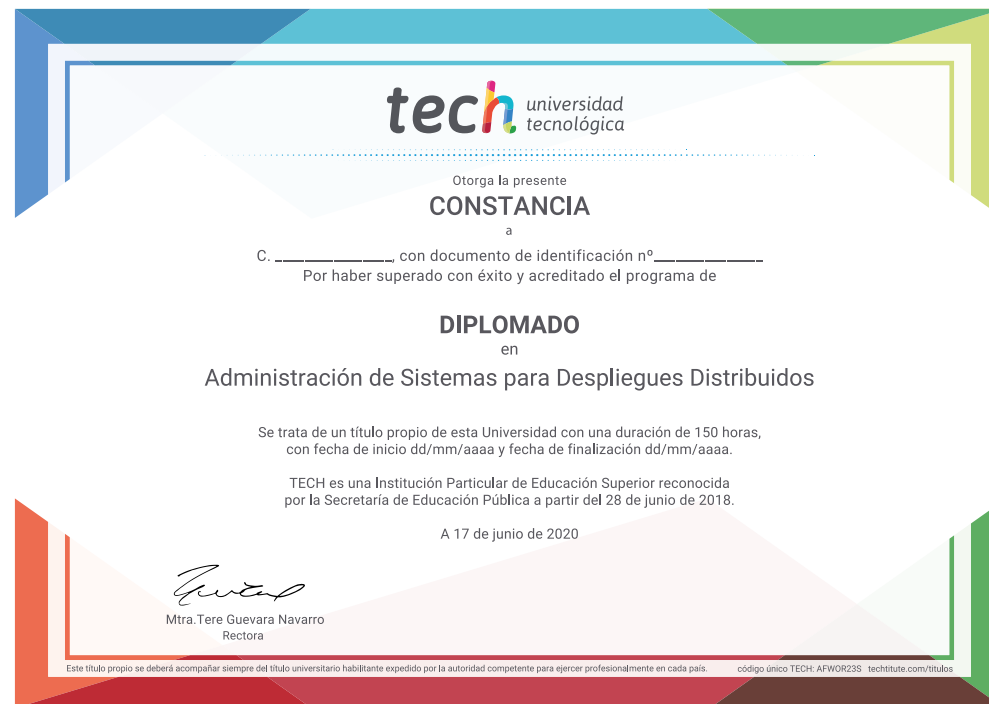 tech universidad
tecnológica
Otorga la presente
CONSTANCIA
a
C. ______________, con documento de identificación nº_____________
Por haber superado con éxito y acreditado el programa de
DIPLOMADO
en
Administración de Sistemas para Despliegues Distribuidos
Se trata de un título propio de esta Universidad con una duración de 150 horas,
con fecha de inicio dd/mm/aaaa y fecha de finalización dd/mm/aaaa.
TECH es una Institución Particular de Educación Superior reconocida
por la Secretaría de Educación Pública a partir del 28 de junio de 2018.
A 17 de junio de 2020
Mtra.Tere Guevara Navarro
Rectora
Este título propio se deberá acompañar siempre del título universitario habilitante expedido por la autoridad competente para ejercer profesionalmente en cada país. código único TECH: AFWOR23S techtitute.com/titulos